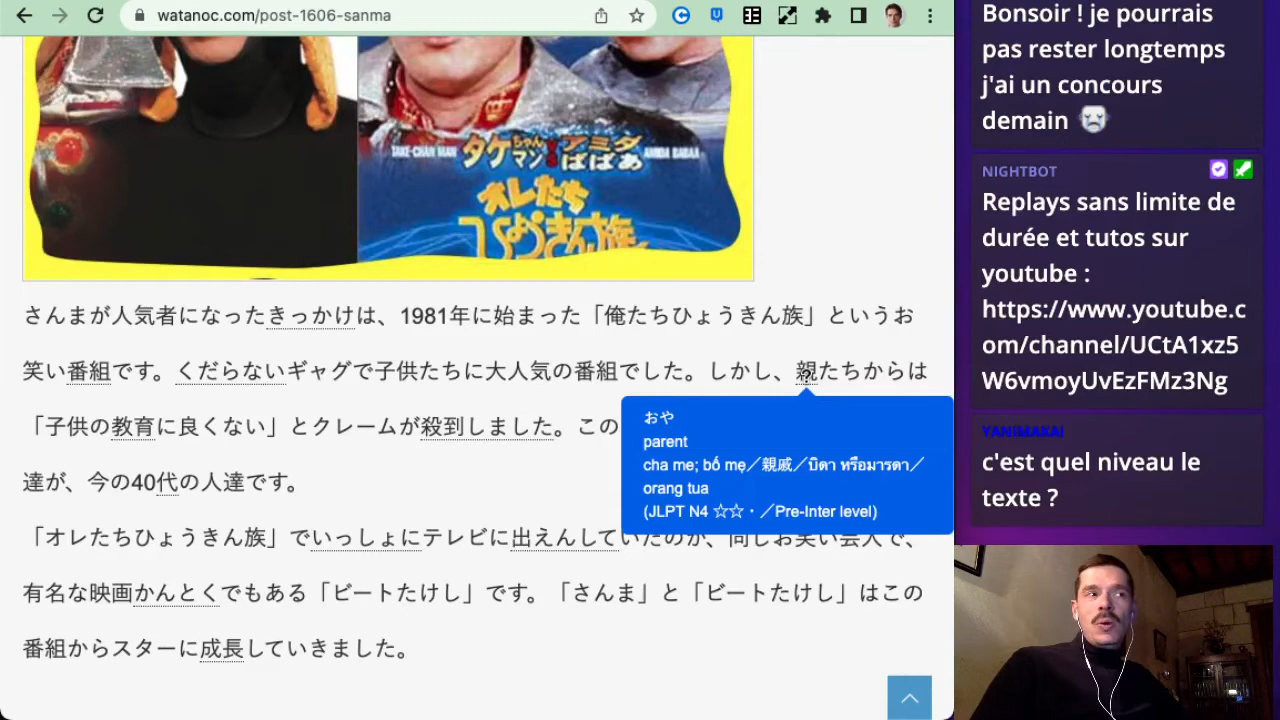 watanoc.com/post-1606-sanma
TAKE-CHAN MAN タケちゃんマンVSアミダばばあ AMIDA BABAA
オレたち
ひょうきん族
さんまが人気者になったきっかけは、1981年に始まった「俺たちひょうきん族」というお
笑い番組です。くだらないギャグで子供たちに大人気の番組でした。しかし、親たちからは
「子供の教育に良くない」とクレームが殺到しました。この
達が、今の40代の人達です。
「オレたちひょうきん族」でいっしょにテレビに出えんしていたのが、同じお笑い芸人で、
有名な映画かんとくでもある「ビートたけし」です。「さんま」と「ビートたけし」はこの
番組からスターに成長していきました。
おや
parent
cha mẹ; bố mẹ／親戚／บิดา หรือมารดา／
orang tua
(JLPT N4 ☆☆・／Pre-Inter level)
Bonsoir ! je pourrais
pas rester longtemps
j'ai un concours
demain
NIGHTBOT
Replays sans limite de
durée et tutos sur
youtube :
https://www.youtube.c
om/channel/UCtA1xz5
W6vmoyUvEzFMz3Ng
YANIMAKAI
c'est quel niveau le
texte ?